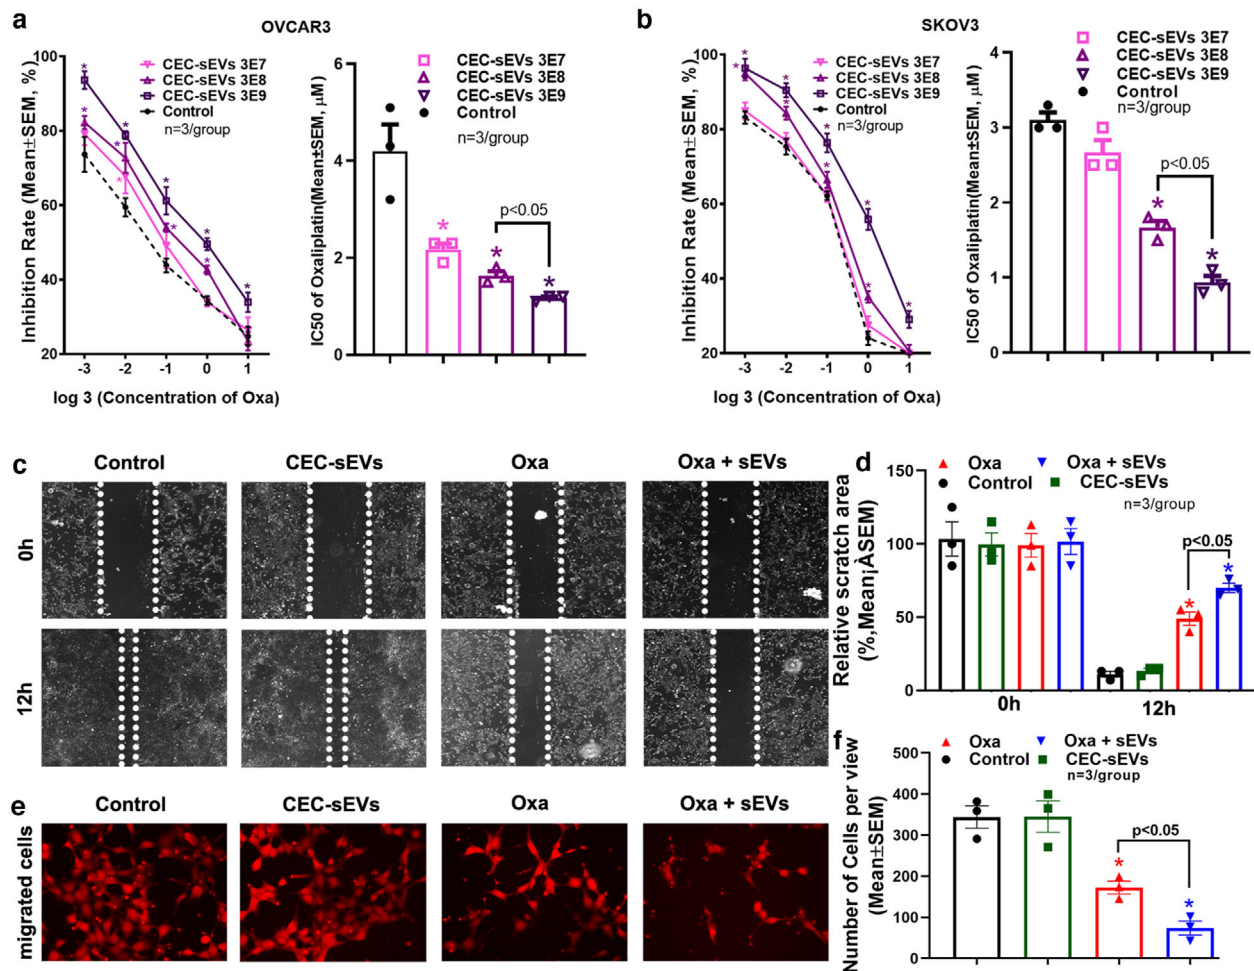 a
OVCAR3
Inhibition Rate (Mean±SEM, %)
100
80
60
40
20
-3 -2 -1 0 1
log 3 (Concentration of Oxa)
CEC-sEVs 3E7
CEC-sEVs 3E8
CEC-sEVs 3E9
Control
n=3/group
IC50 of Oxaliplatin(Mean±SEM, μM)
6
4
2
0
CEC-sEVs 3E7
CEC-sEVs 3E8
CEC-sEVs 3E9
Control
n=3/group
p<0.05
b
SKOV3
Inhibition Rate (Mean±SEM, %)
100
80
60
40
20
-3 -2 -1 0 1
log 3 (Concentration of Oxa)
CEC-sEVs 3E7
CEC-sEVs 3E8
CEC-sEVs 3E9
Control
n=3/group
IC50 of Oxaliplatin(Mean±SEM, μM)
4
3
2
1
0
CEC-sEVs 3E7
CEC-sEVs 3E8
CEC-sEVs 3E9
Control
n=3/group
p<0.05
c
Control CEC-sEVs Oxa Oxa + sEVs
0h
12h
d
Relative scratch area
(%,Mean¡ÀSEM)
150
100
50
0
Oxa Oxa + sEVs
Control CEC-sEVs
n=3/group
p<0.05
0h 12h
e
Control CEC-sEVs Oxa Oxa + sEVs
migrated cells
f
Number of Cells per view
(Mean±SEM)
500
400
300
200
100
0
Oxa Oxa + sEVs
Control CEC-sEVs
n=3/group
p<0.05